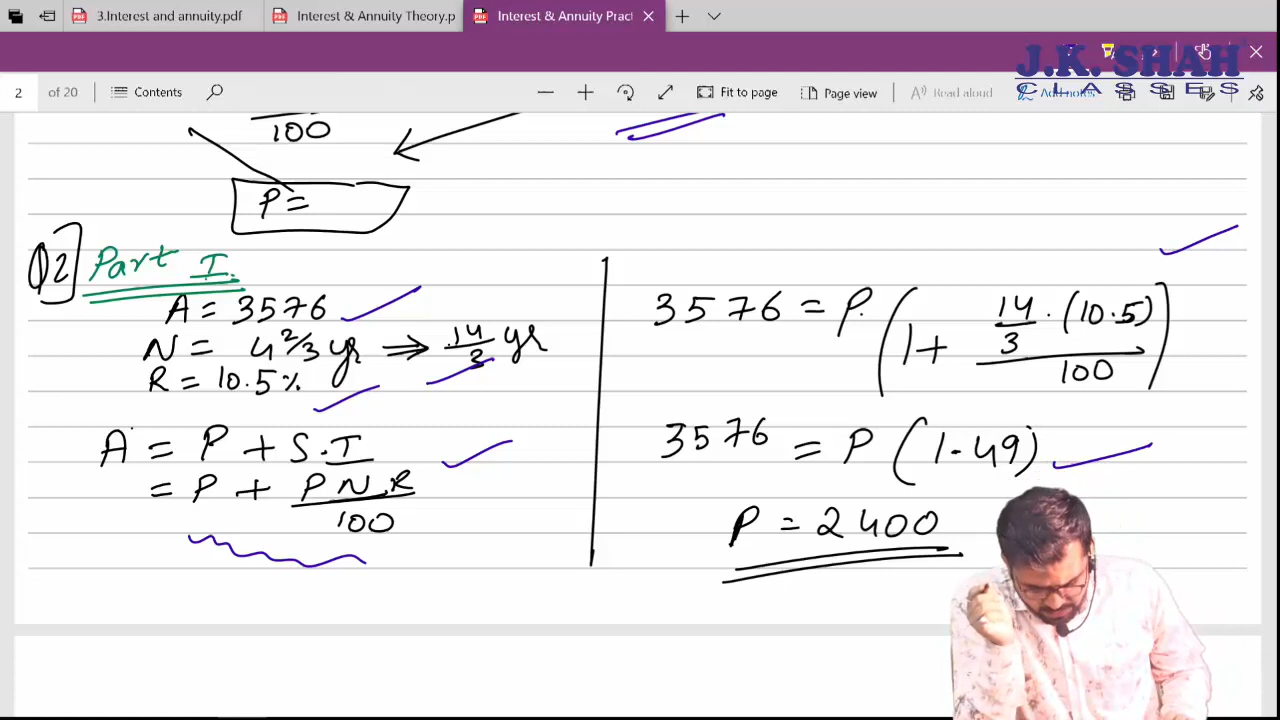 3.Interest and annuity.pdf
Interest & Annuity Theory.p
Interest & Annuity Pract
J.K. SHAH
CLASSES
2 of 20
Contents
Fit to page
Page view
Read aloud
Add notes
100
P =
Q2] Part I.
A = 3576
N = 4 2/3 yr ⇒ 14/3 yr
R = 10.5%
A = P + S.I
= P + PNR/100
3576 = P. (1 + 14/3 . (10.5) / 100)
3576 = P (1.49)
P = 2400